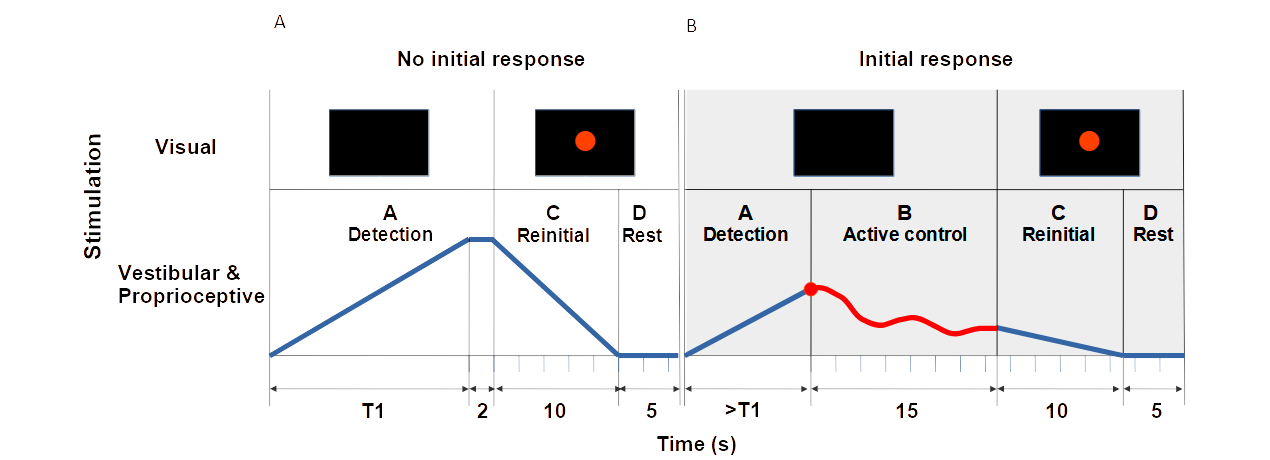 A
B
No initial response
Initial response
Stimulation
Visual
Vestibular &
Proprioceptive
A
Detection
C
Reinitial
D
Rest
A
Detection
B
Active control
C
Reinitial
D
Rest
T1
2
10
5
>T1
15
10
5
Time (s)